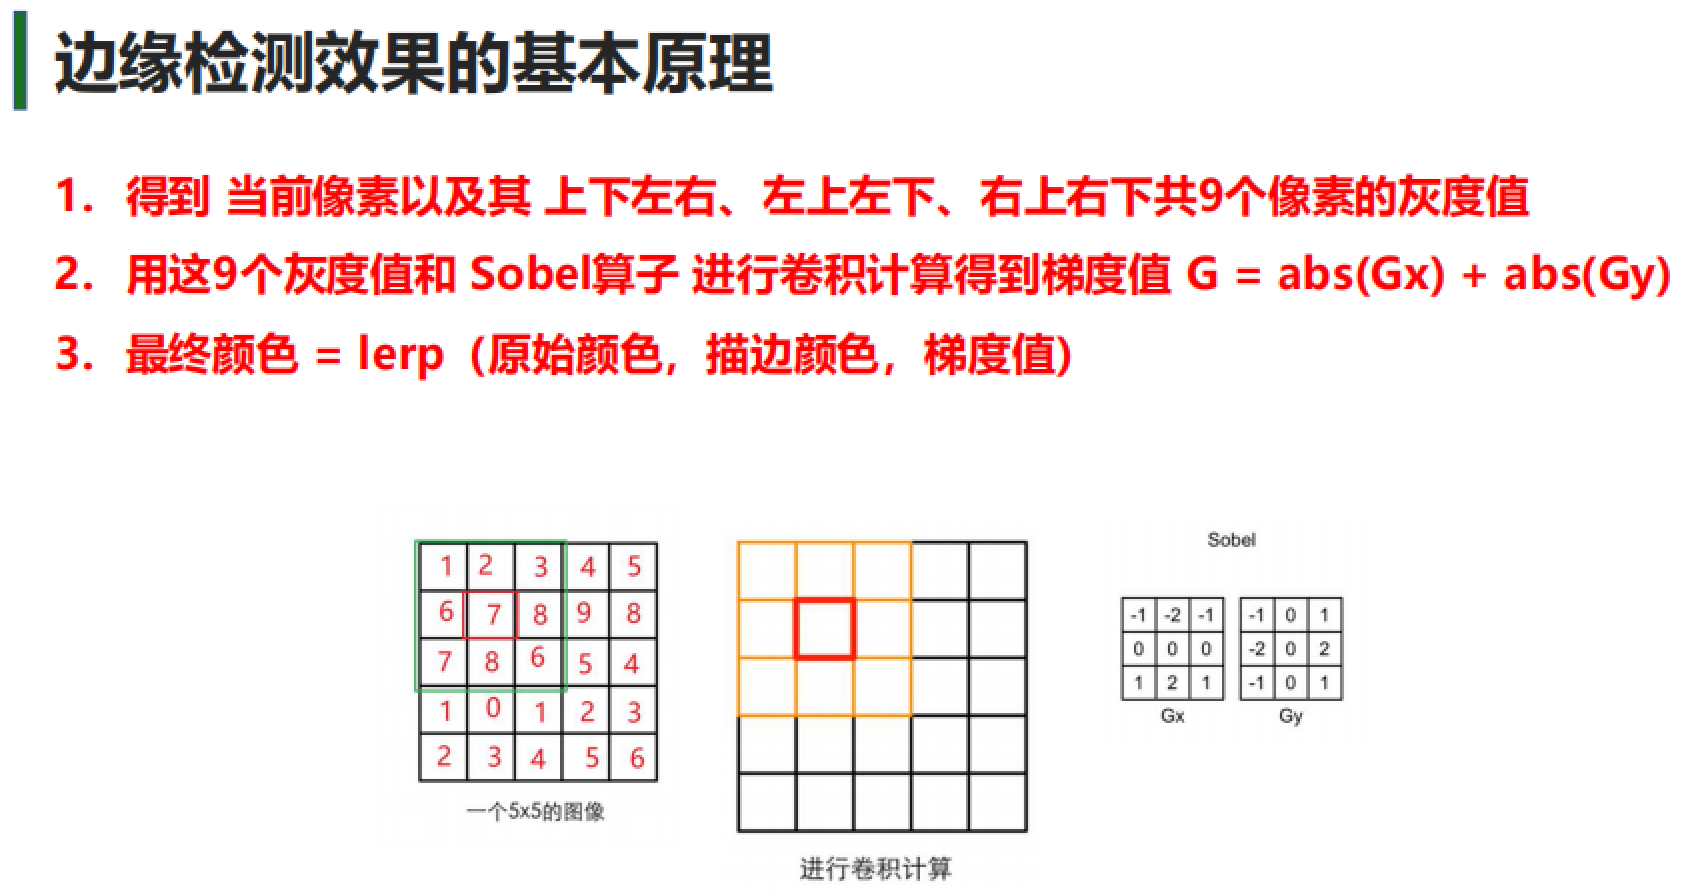 边缘检测效果的基本原理
1. 得到 当前像素以及其 上下左右、左上左下、右上右下共9个像素的灰度值
2. 用这9个灰度值和 Sobel算子 进行卷积计算得到梯度值 G = abs(Gx) + abs(Gy)
3. 最终颜色 = lerp（原始颜色，描边颜色，梯度值）
1 2 3 4 5
6 7 8 9 8
7 8 6 5 4
1 0 1 2 3
2 3 4 5 6
一个5x5的图像
进行卷积计算
Sobel
-1 -2 -1
0 0 0
1 2 1
Gx
-1 0 1
-2 0 2
-1 0 1
Gy